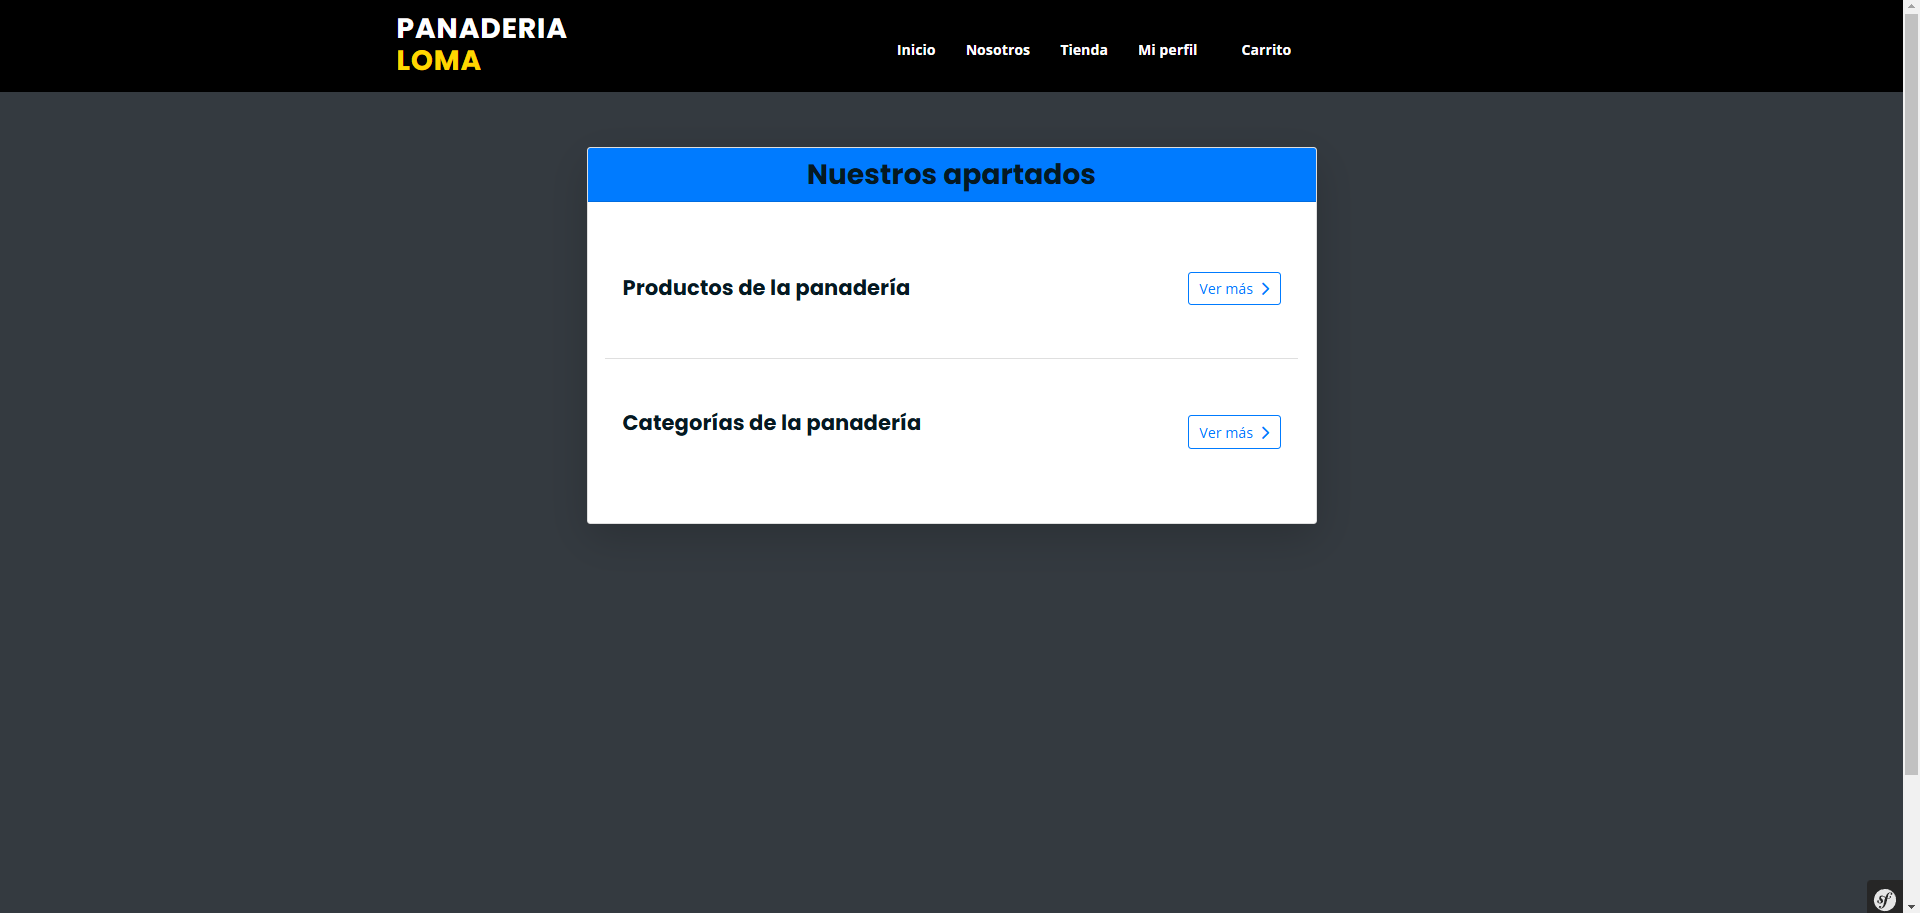 PANADERIA
LOMA
Inicio Nosotros Tienda Mi perfil Carrito
Nuestros apartados
Productos de la panadería
Ver más
Categorías de la panadería
Ver más
sf